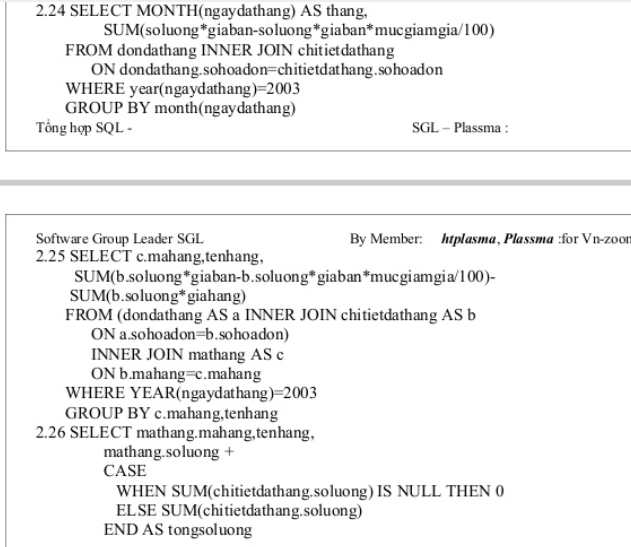 2.24 SELECT MONTH(ngaydathang) AS thang,
SUM(soluong*giaban-soluong*giaban*mucgiamgia/100)
FROM dondathang INNER JOIN chitietdathang
ON dondathang.sohoadon=chitietdathang.sohoadon
WHERE year(ngaydathang)=2003
GROUP BY month(ngaydathang)
Tổng hợp SQL - SGL – Plassma :
Software Group Leader SGL By Member: htplasma, Plassma :for Vn-zoon
2.25 SELECT c.mahang,tenhang,
SUM(b.soluong*giaban-b.soluong*giaban*mucgiamgia/100)-
SUM(b.soluong*giahang)
FROM (dondathang AS a INNER JOIN chitietdathang AS b
ON a.sohoadon=b.sohoadon)
INNER JOIN mathang AS c
ON b.mahang=c.mahang
WHERE YEAR(ngaydathang)=2003
GROUP BY c.mahang,tenhang
2.26 SELECT mathang.mahang,tenhang,
mathang.soluong +
CASE
WHEN SUM(chitietdathang.soluong) IS NULL THEN 0
ELSE SUM(chitietdathang.soluong)
END AS tongsoluong